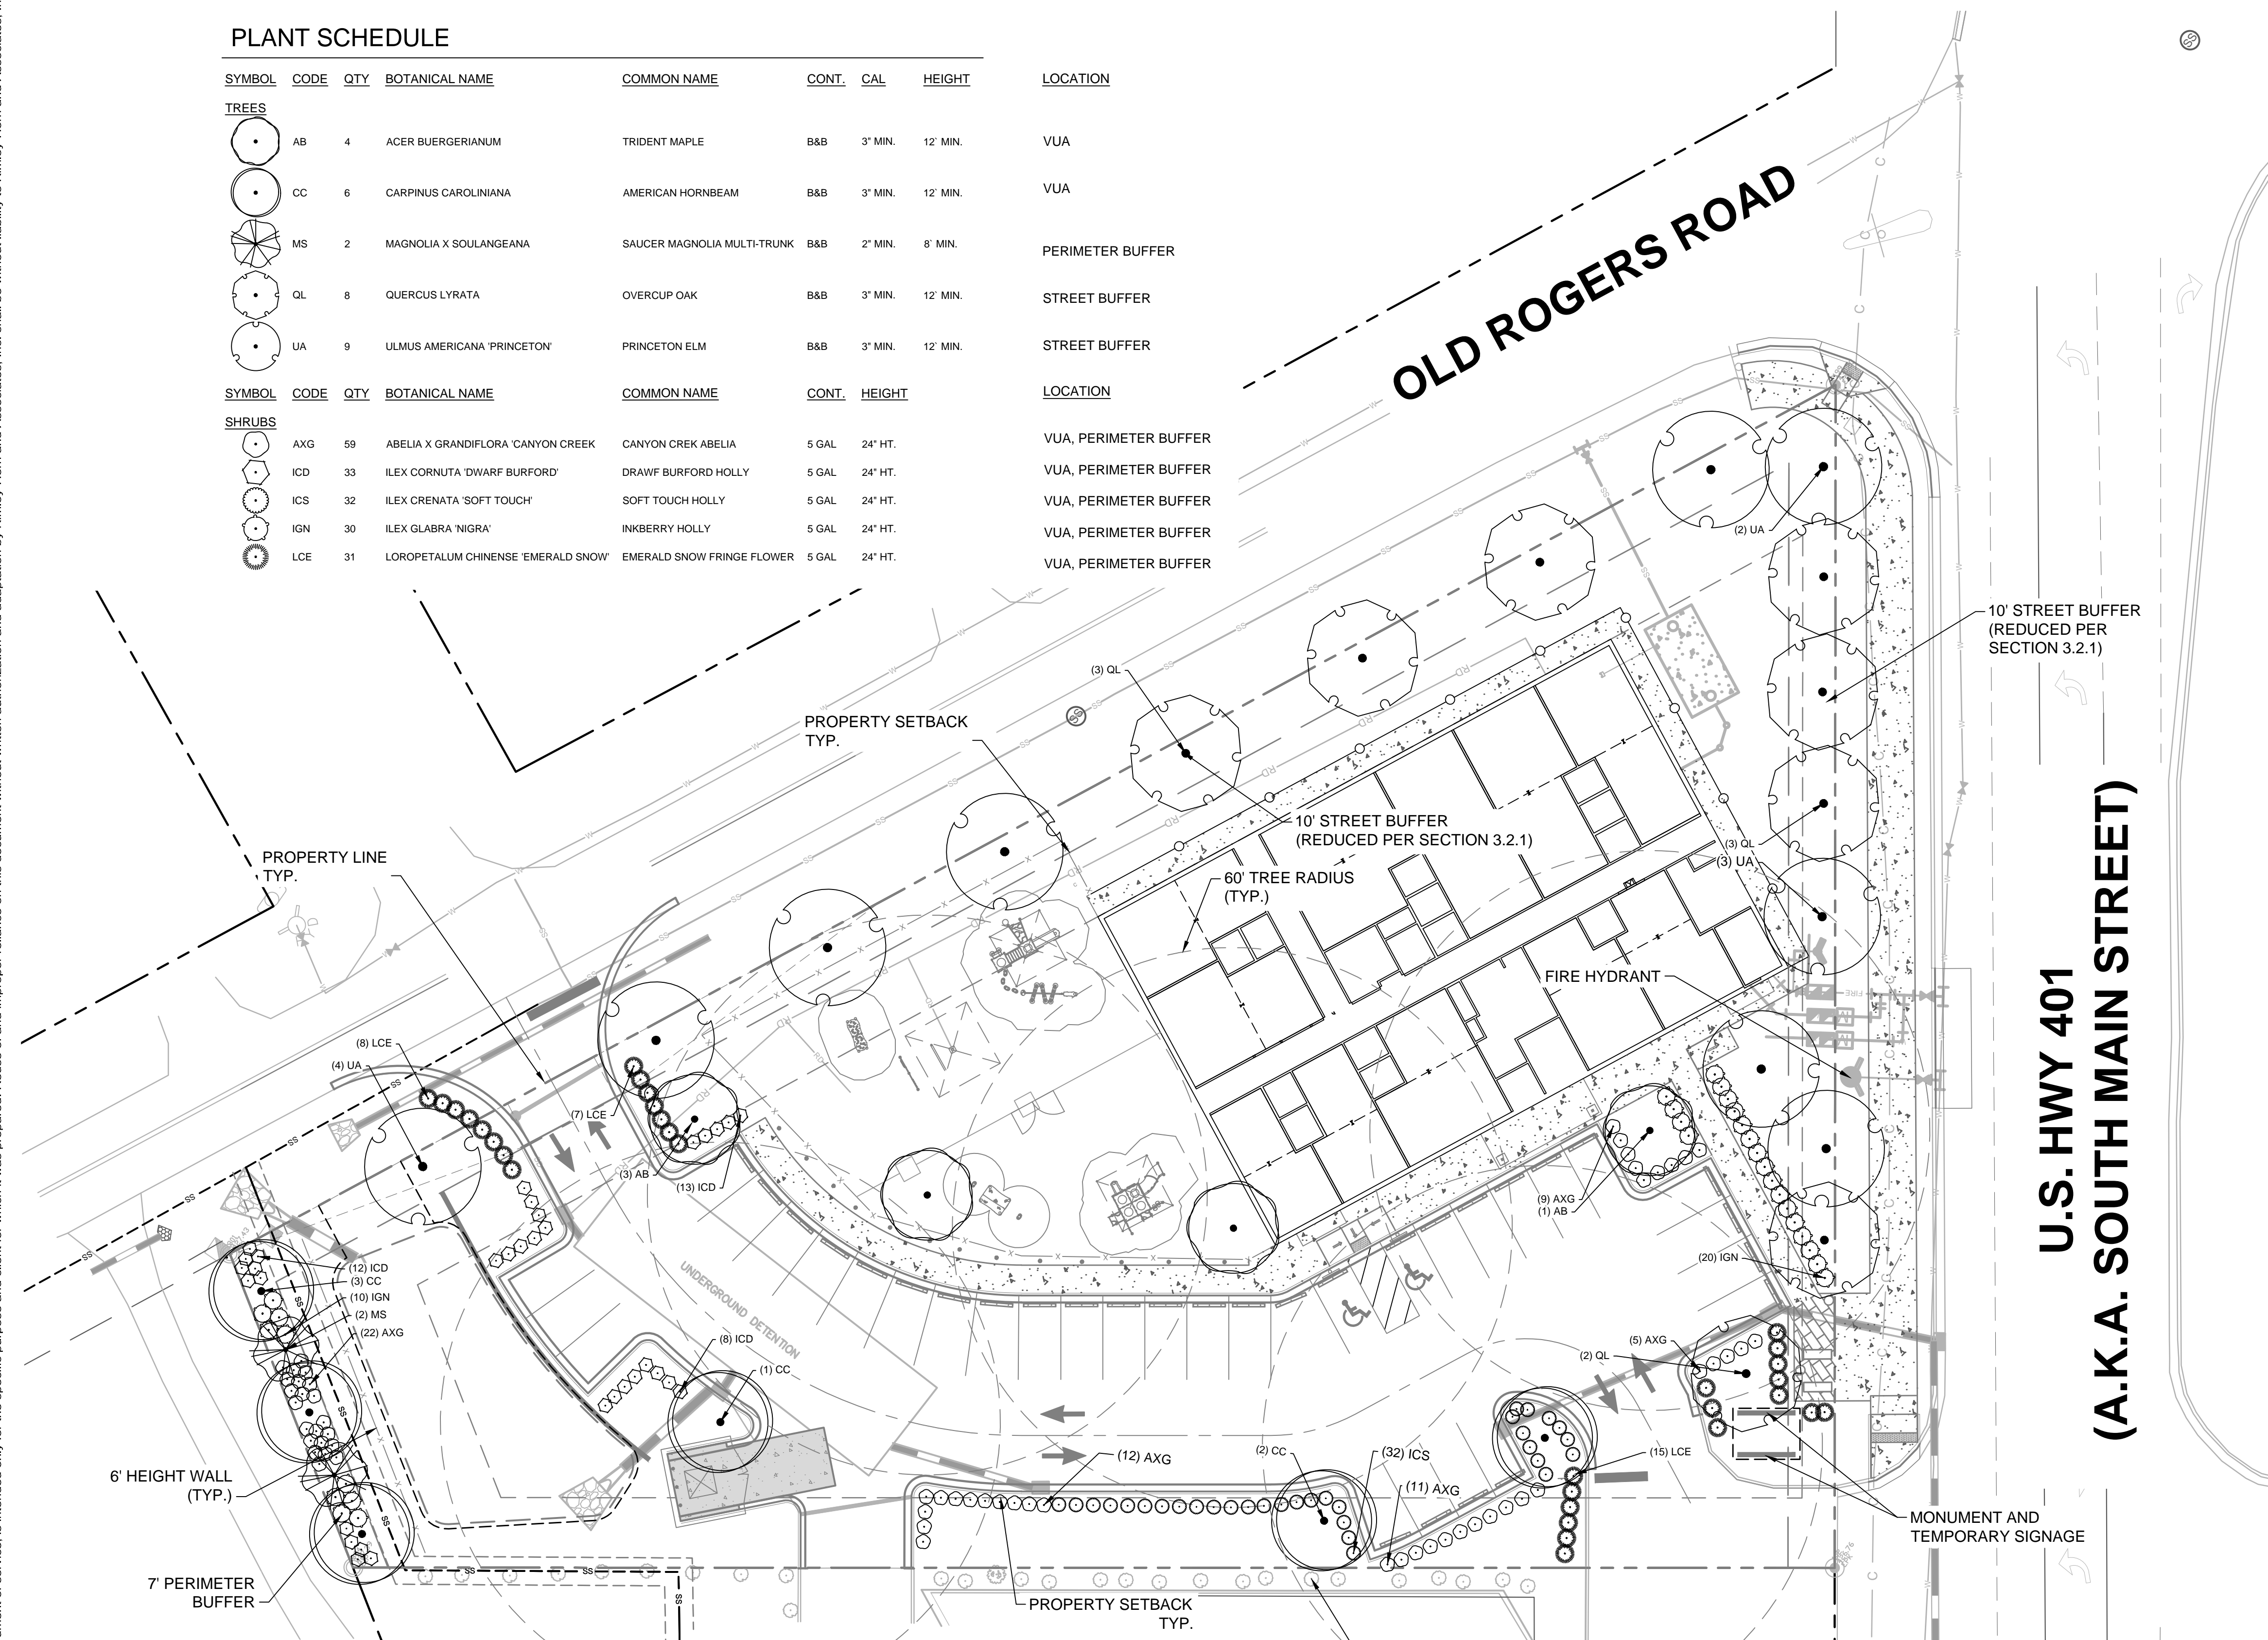 PLANT SCHEDULE
SYMBOL CODE QTY BOTANICAL NAME COMMON NAME CONT. CAL HEIGHT LOCATION
TREES
AB 4 ACER BUERGERIANUM TRIDENT MAPLE B&B 3" MIN. 12` MIN. VUA
CC 6 CARPINUS CAROLINIANA AMERICAN HORNBEAM B&B 3" MIN. 12` MIN. VUA
MS 2 MAGNOLIA X SOULANGEANA SAUCER MAGNOLIA MULTI-TRUNK B&B 2" MIN. 8` MIN. PERIMETER BUFFER
QL 8 QUERCUS LYRATA OVERCUP OAK B&B 3" MIN. 12` MIN. STREET BUFFER
UA 9 ULMUS AMERICANA 'PRINCETON' PRINCETON ELM B&B 3" MIN. 12` MIN. STREET BUFFER
SYMBOL CODE QTY BOTANICAL NAME COMMON NAME CONT. HEIGHT LOCATION
SHRUBS
AXG 59 ABELIA X GRANDIFLORA 'CANYON CREEK CANYON CREK ABELIA 5 GAL 24" HT. VUA, PERIMETER BUFFER
ICD 33 ILEX CORNUTA 'DWARF BURFORD' DRAWF BURFORD HOLLY 5 GAL 24" HT. VUA, PERIMETER BUFFER
ICS 32 ILEX CRENATA 'SOFT TOUCH' SOFT TOUCH HOLLY 5 GAL 24" HT. VUA, PERIMETER BUFFER
IGN 30 ILEX GLABRA 'NIGRA' INKBERRY HOLLY 5 GAL 24" HT. VUA, PERIMETER BUFFER
LCE 31 LOROPETALUM CHINENSE 'EMERALD SNOW' EMERALD SNOW FRINGE FLOWER 5 GAL 24" HT. VUA, PERIMETER BUFFER
OLD ROGERS ROAD
(2) UA
10' STREET BUFFER
(REDUCED PER
SECTION 3.2.1)
(3) QL
PROPERTY SETBACK
TYP.
10' STREET BUFFER
(REDUCED PER SECTION 3.2.1)
(3) QL
(3) UA
PROPERTY LINE
TYP.
60' TREE RADIUS
(TYP.)
FIRE HYDRANT
FIRE
U.S. HWY 401
(A.K.A. SOUTH MAIN STREET)
(8) LCE
(4) UA
(7) LCE
(3) AB
(13) ICD
(9) AXG
(1) AB
(20) IGN
(12) ICD
(3) CC
(10) IGN
(2) MS
(22) AXG
UNDERGROUND DETENTION
(8) ICD
(1) CC
(5) AXG
(2) QL
(12) AXG
(2) CC
(32) ICS
(11) AXG
(15) LCE
6' HEIGHT WALL
(TYP.)
MONUMENT AND
TEMPORARY SIGNAGE
7' PERIMETER
BUFFER
PROPERTY SETBACK
TYP.